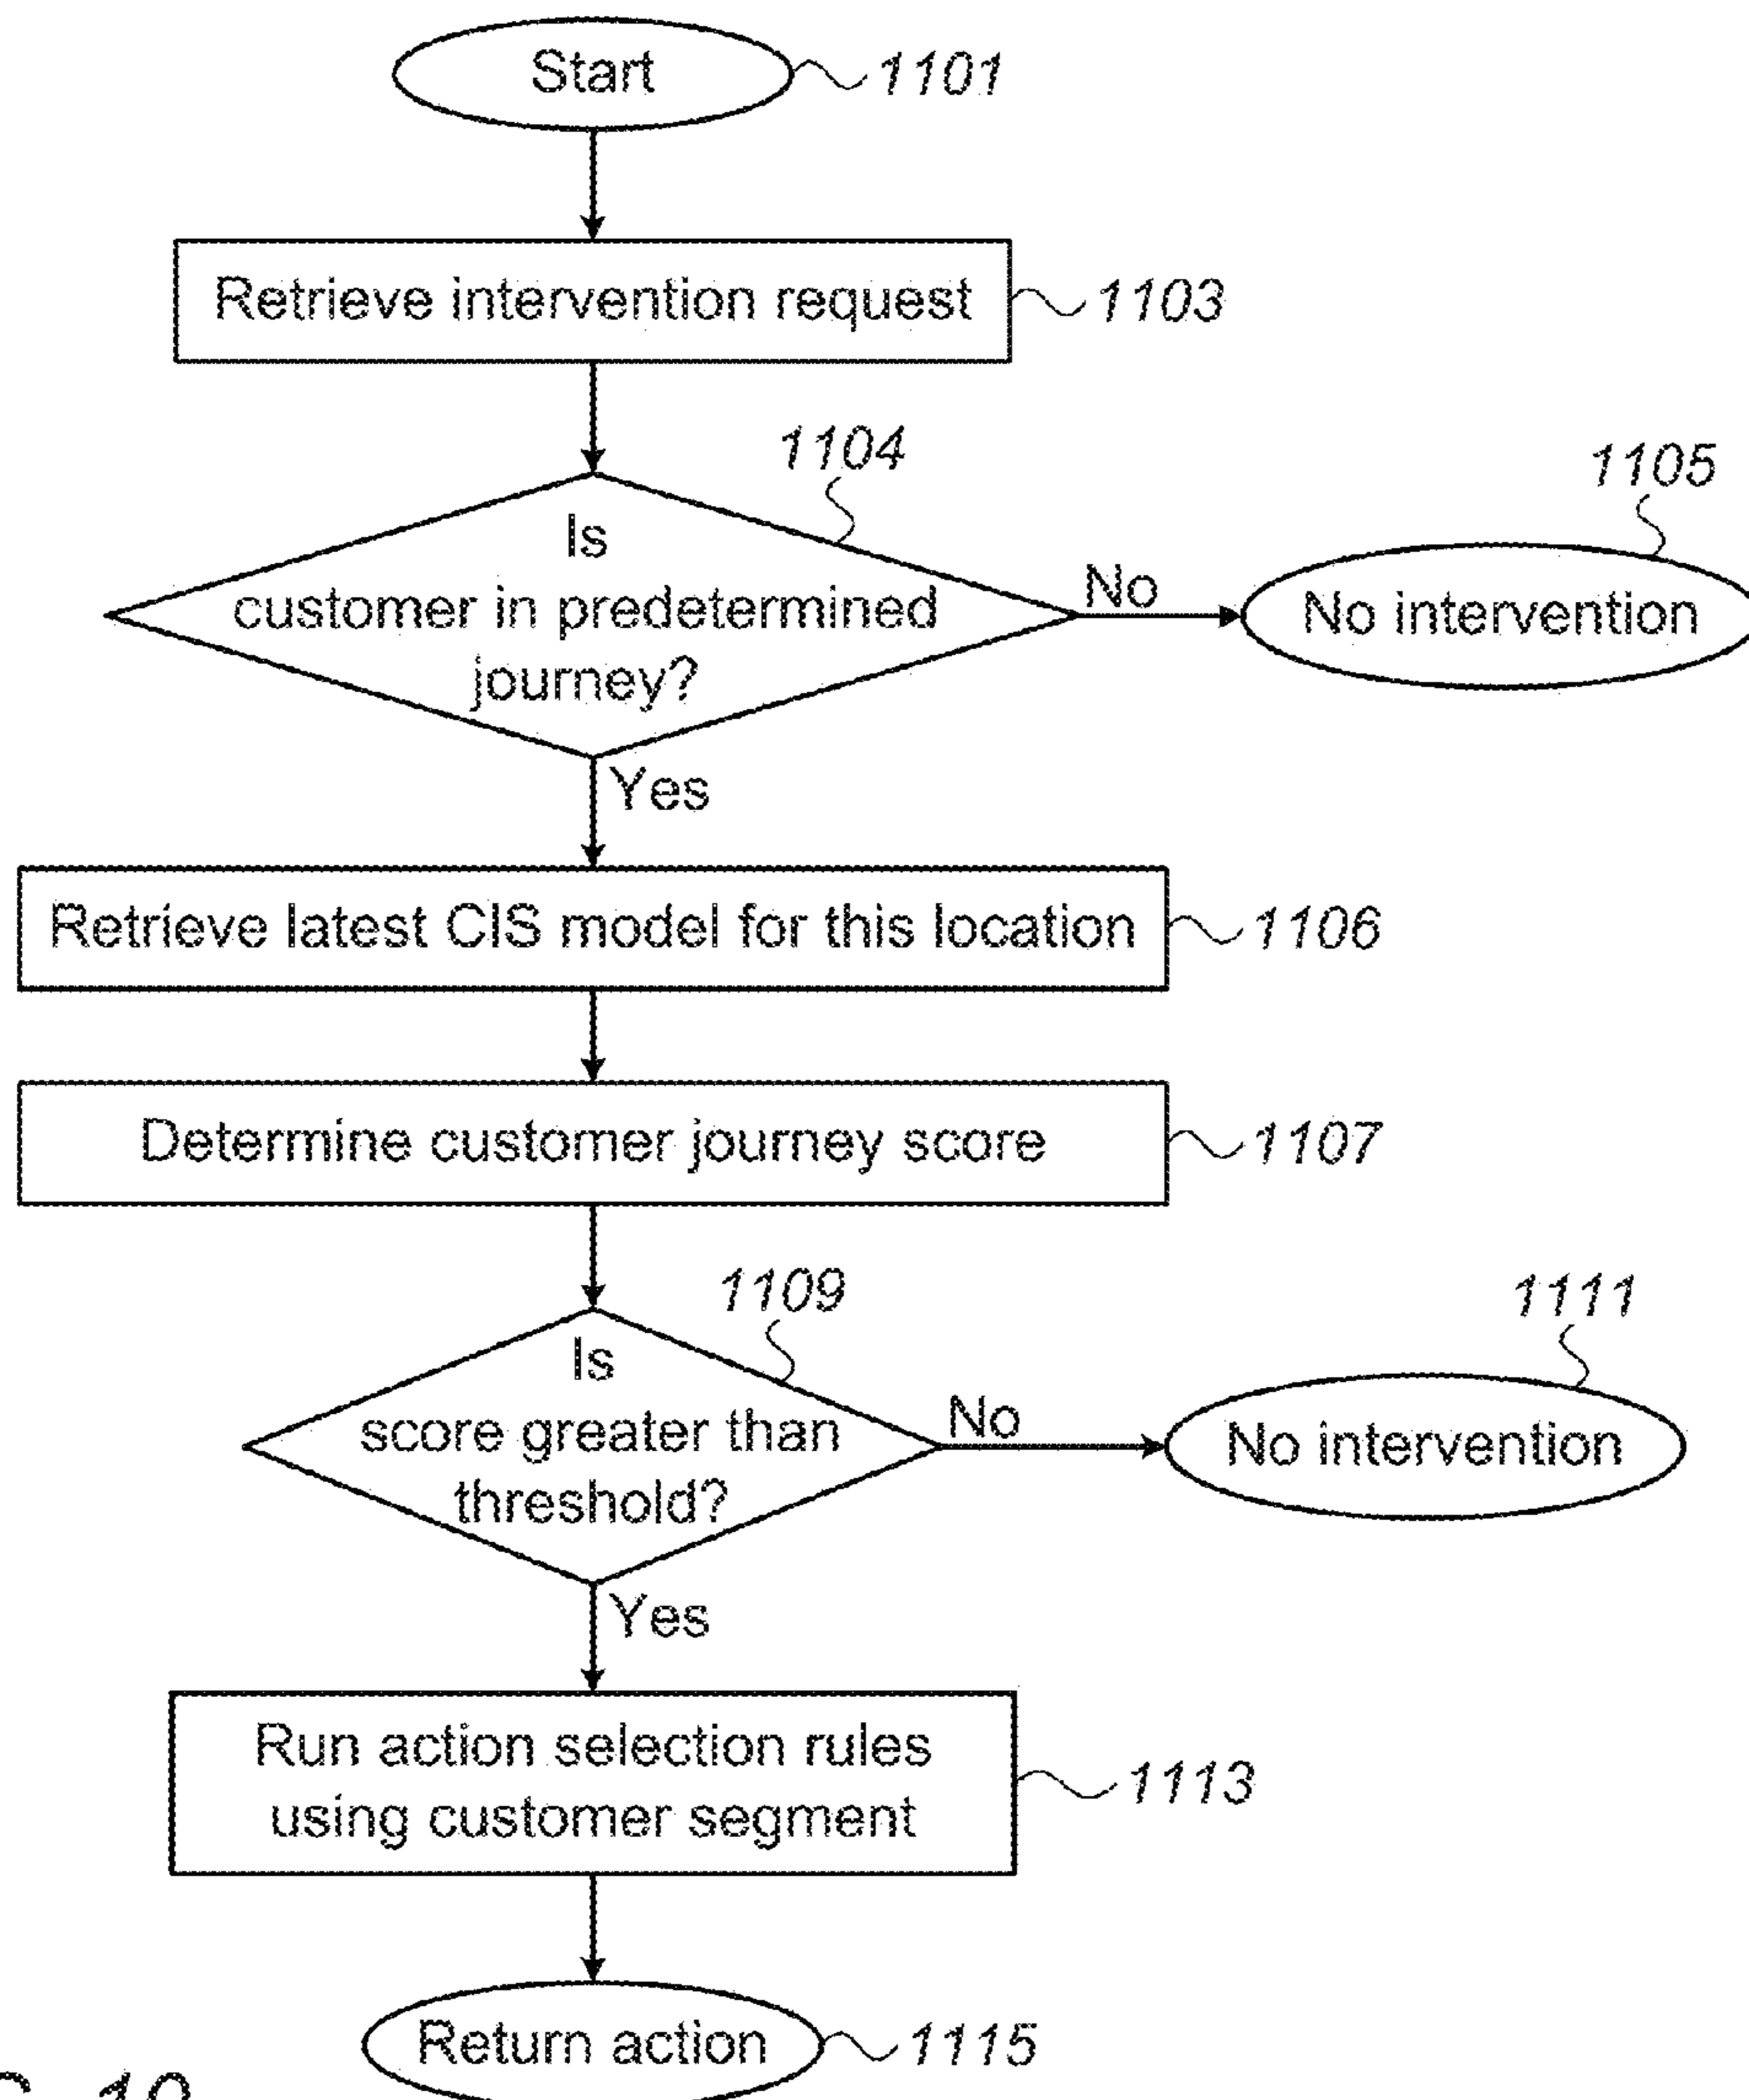 Start
1101
Retrieve intervention request
1103
1104
1105
Is
customer in predetermined
journey?
No
No intervention
Yes
Retrieve latest CIS model for this location
1106
Determine customer journey score
1107
1109
1111
Is
score greater than
threshold?
No
No intervention
Yes
Run action selection rules
using customer segment
1113
Return action
1115